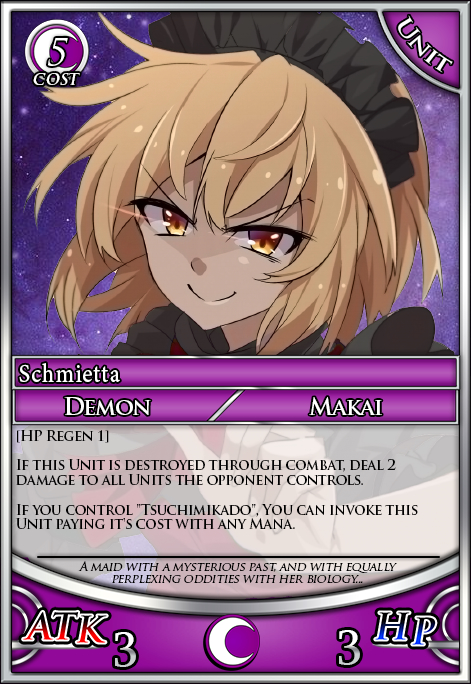 5
COST
UNIT
Schmietta
DEMON / MAKAI
[HP REGEN 1]
IF THIS UNIT IS DESTROYED THROUGH COMBAT, DEAL 2
DAMAGE TO ALL UNITS THE OPPONENT CONTROLS.
IF YOU CONTROL "TSUCHIMIKADO", YOU CAN INVOKE THIS
UNIT PAYING IT'S COST WITH ANY MANA.
A MAID WITH A MYSTERIOUS PAST, AND WITH EQUALLY
PERPLEXING ODDITIES WITH HER BIOLOGY...
ATK 3
3 HP